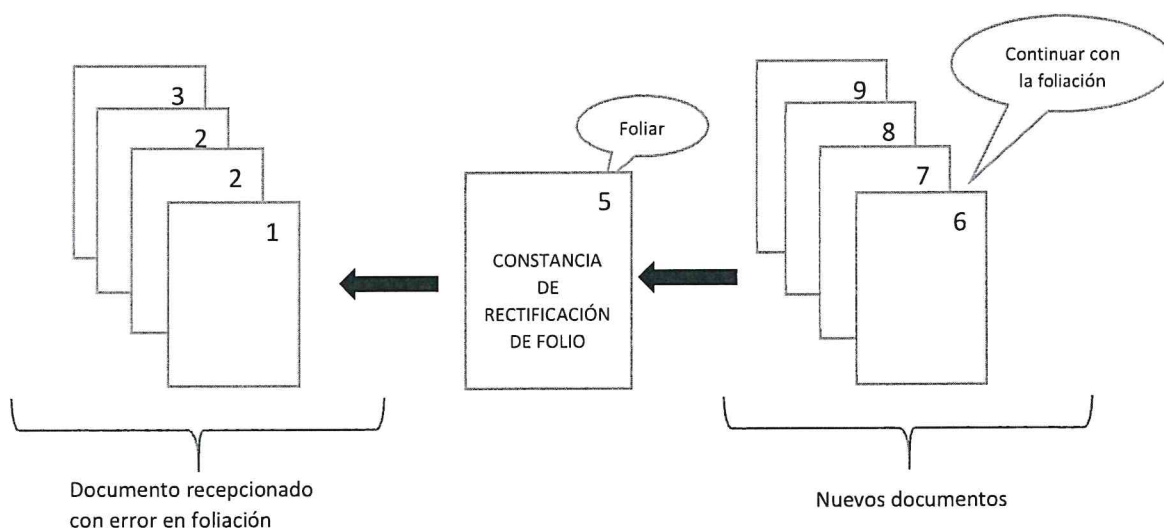 3
2
2
1
Documento recepcionado
con error en foliación
Foliar
5
CONSTANCIA
DE
RECTIFICACIÓN
DE FOLIO
Continuar con
la foliación
9
8
7
6
Nuevos documentos